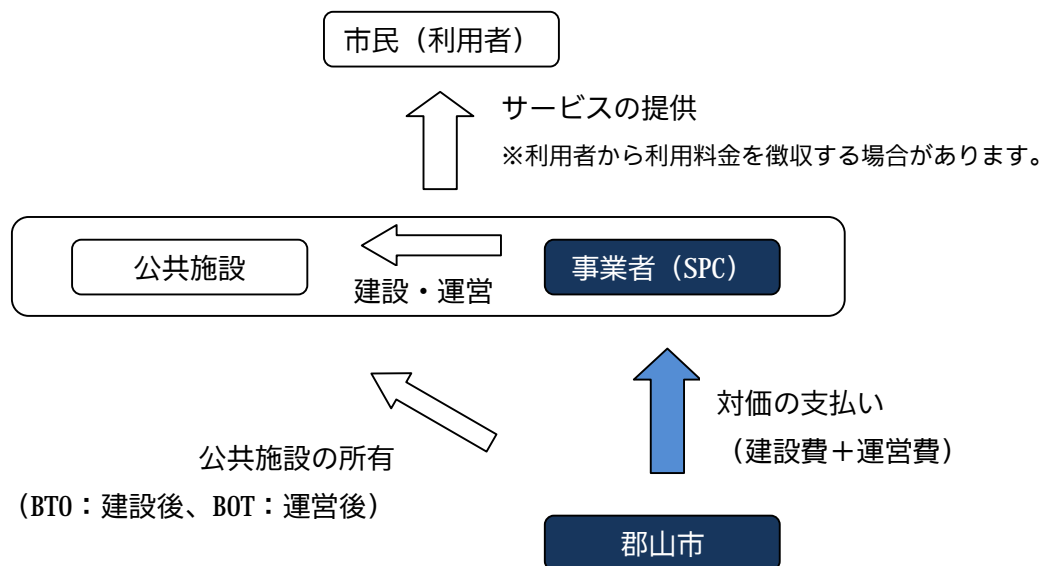 市民（利用者）
サービスの提供
※利用者から利用料金を徴収する場合があります。
公共施設
建設・運営
事業者（SPC）
対価の支払い
（建設費＋運営費）
公共施設の所有
（BTO：建設後、BOT：運営後）
郡山市